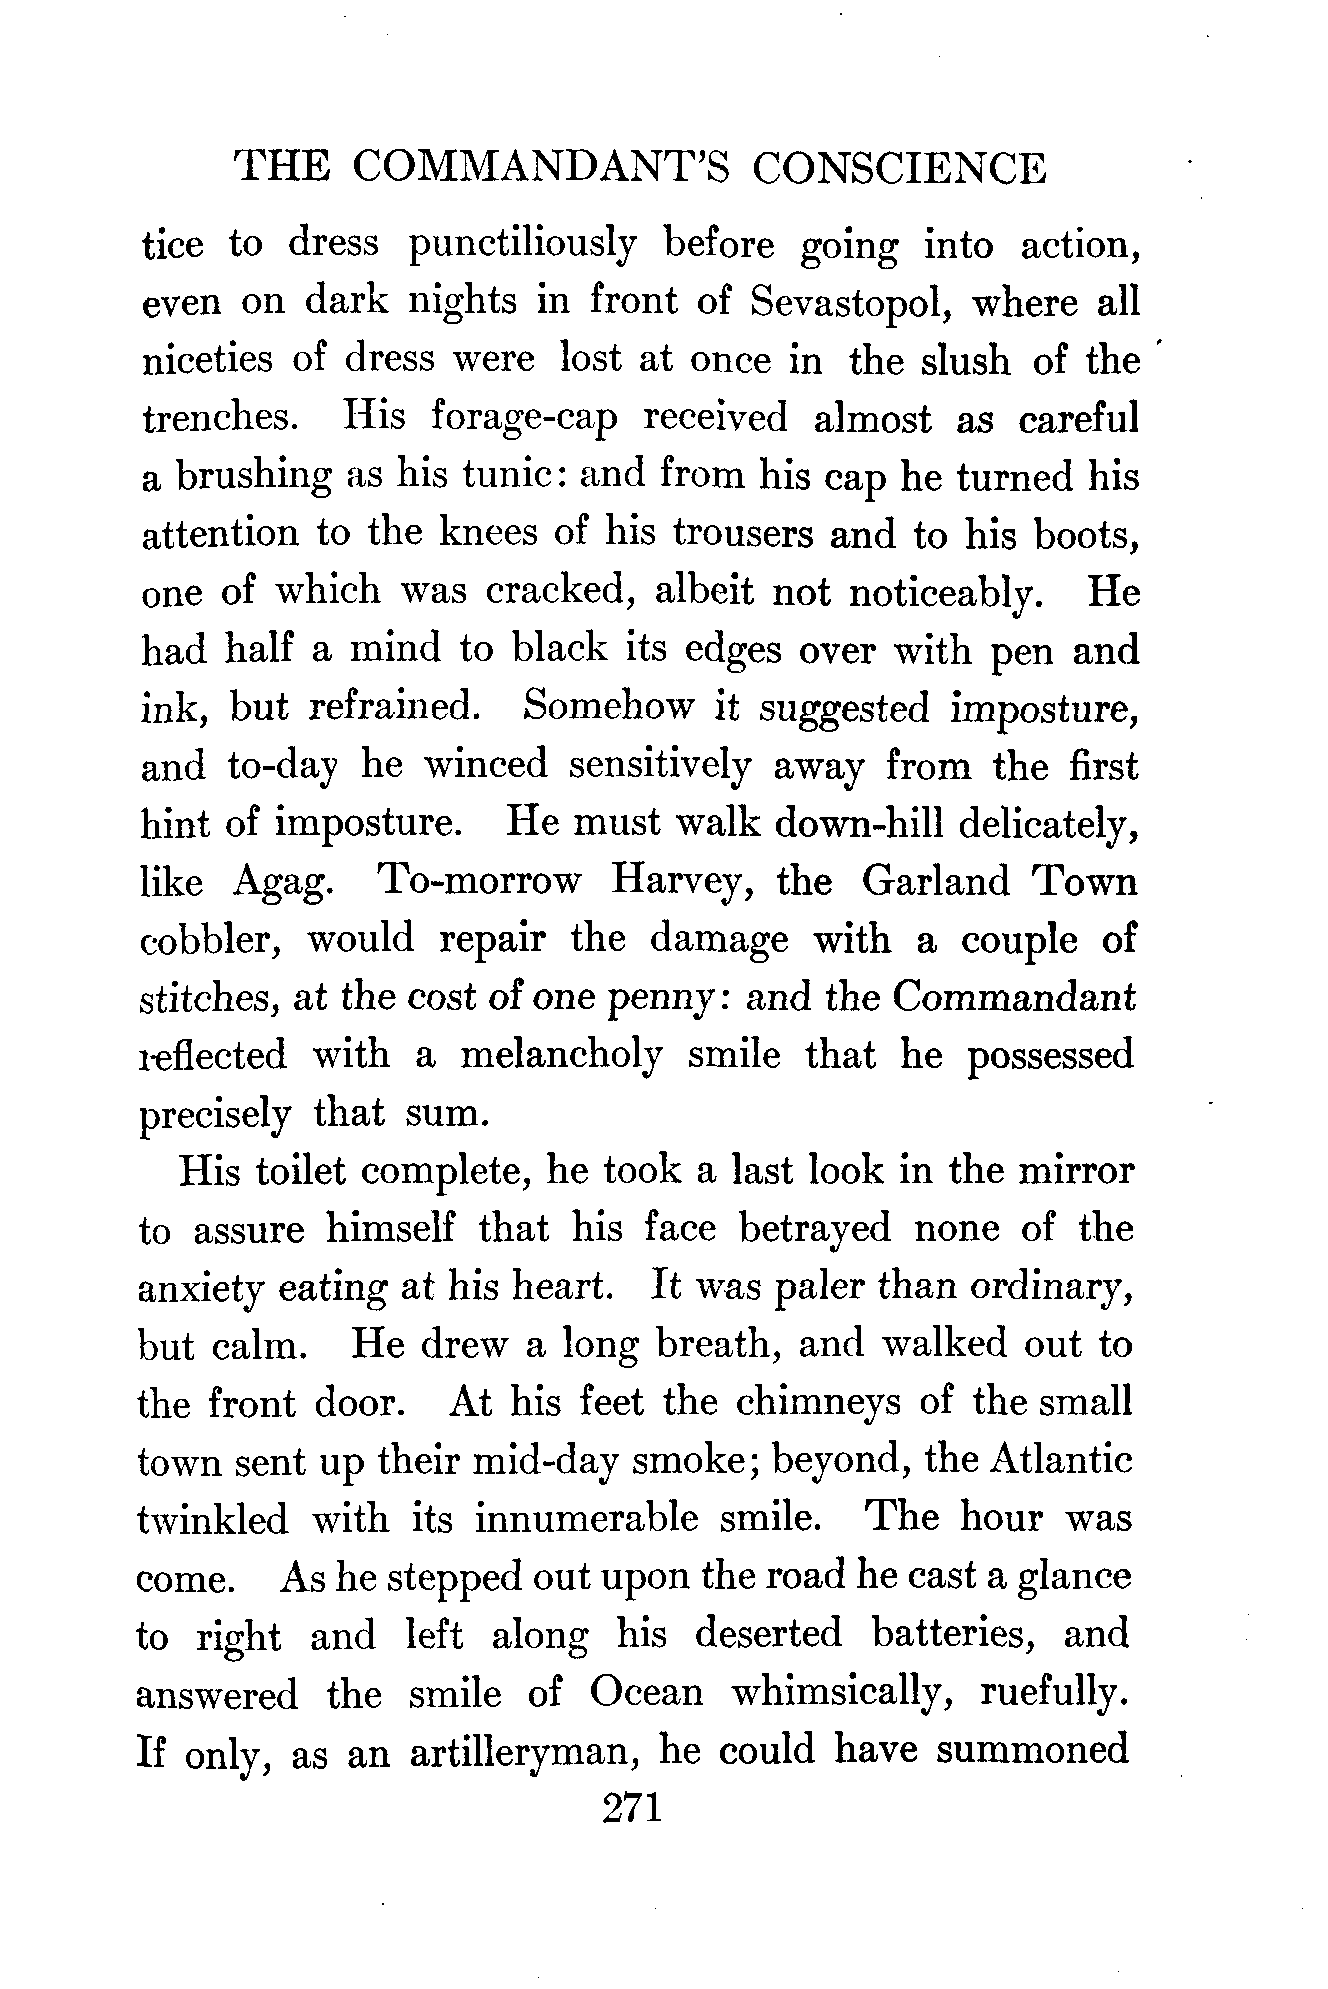 THE COMMANDANT'S CONSCIENCE
tice to dress punctiliously before going into action,
even on dark nights in front of Sevastopol, where all
niceties of dress were lost at once in the slush of the
trenches. His forage-cap received almost as careful
a brushing as his tunic: and from his cap he turned his
attention to the knees of his trousers and to his boots,
one of which was cracked, albeit not noticeably. He
had half a mind to black its edges over with pen and
ink, but refrained. Somehow it suggested imposture,
and to-day he winced sensitively away from the first
hint of imposture. He must walk down-hill delicately,
like Agag. To-morrow Harvey, the Garland Town
cobbler, would repair the damage with a couple of
stitches, at the cost of one penny: and the Commandant
reflected with a melancholy smile that he possessed
precisely that sum.
His toilet complete, he took a last look in the mirror
to assure himself that his face betrayed none of the
anxiety eating at his heart. It was paler than ordinary,
but calm. He drew a long breath, and walked out to
the front door. At his feet the chimneys of the small
town sent up their mid-day smoke; beyond, the Atlantic
twinkled with its innumerable smile. The hour was
come. As he stepped out upon the road he cast a glance
to right and left along his deserted batteries, and
answered the smile of Ocean whimsically, ruefully.
If only, as an artilleryman, he could have summoned
271